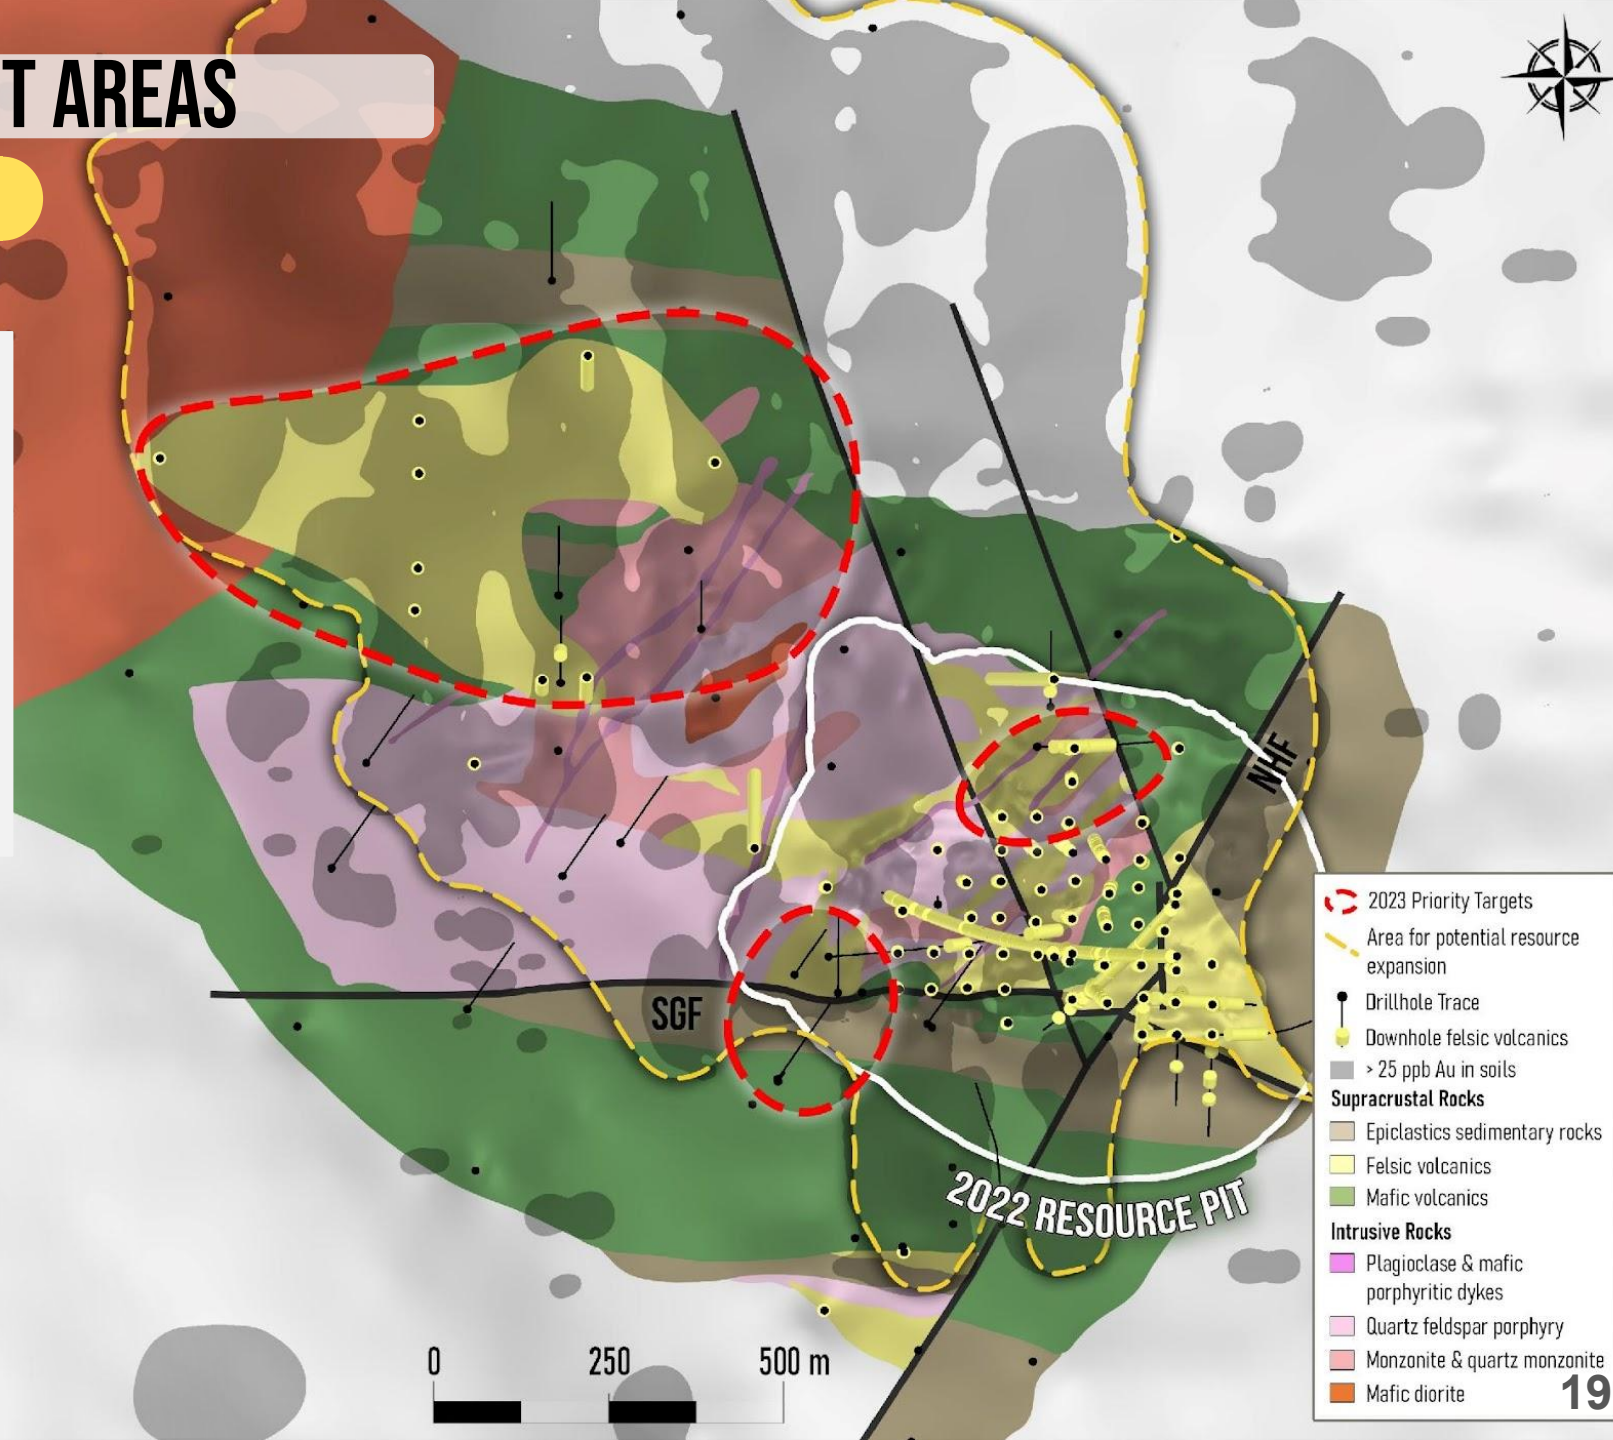 T AREAS
NHF
SGF
2022 RESOURCE PIT
0 250 500 m
2023 Priority Targets
Area for potential resource
expansion
Drillhole Trace
Downhole felsic volcanics
> 25 ppb Au in soils
Supracrustal Rocks
Epiclastics sedimentary rocks
Felsic volcanics
Mafic volcanics
Intrusive Rocks
Plagioclase & mafic
porphyritic dykes
Quartz feldspar porphyry
Monzonite & quartz monzonite
Mafic diorite
19